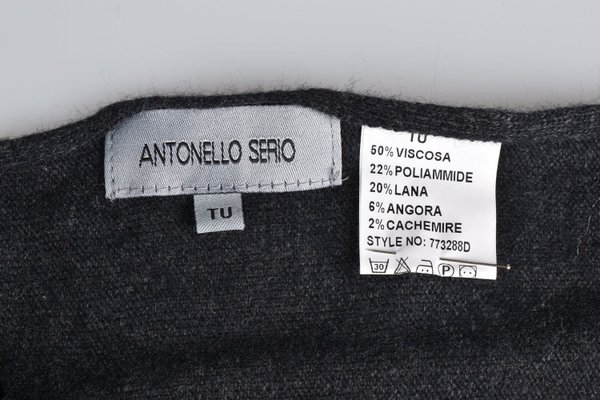 ANTONELLO SERIO
TU
TU
50% VISCOSA
22% POLIAMMIDE
20% LANA
6% ANGORA
2% CACHEMIRE
STYLE NO: 773288D
30 P